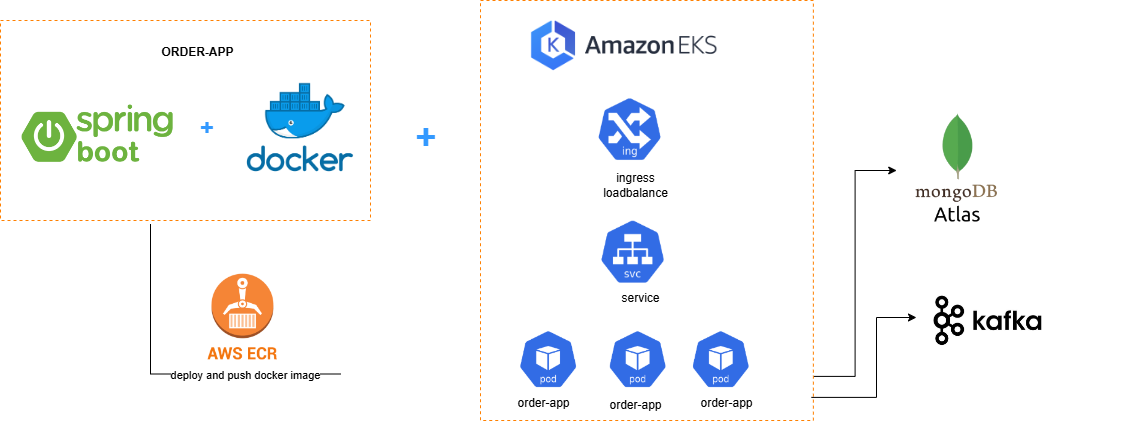 ORDER-APP
spring
boot
+
docker
+
AWS ECR
deploy and push docker image
K
Amazon EKS
ing
ingress
loadbalance
svc
service
pod
pod
pod
order-app
order-app
order-app
mongoDB
Atlas
kafka